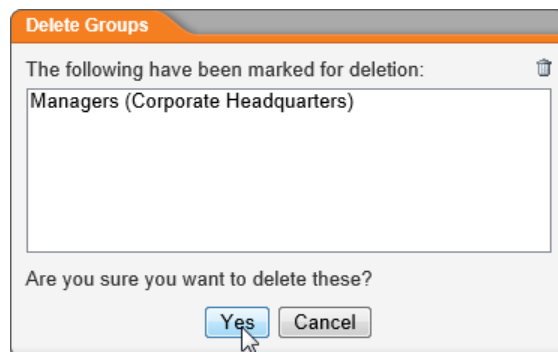 Delete Groups
The following have been marked for deletion:
Managers (Corporate Headquarters)
Are you sure you want to delete these?
Yes Cancel